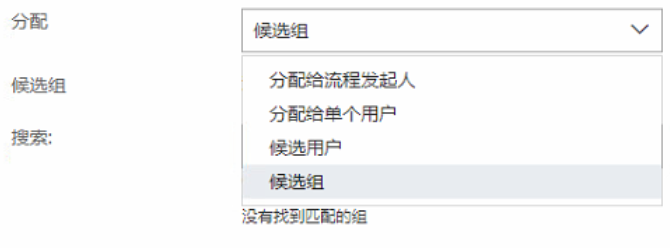 分配
候选组
候选组
分配给流程发起人
分配给单个用户
搜索:
候选用户
候选组
没有找到匹配的组